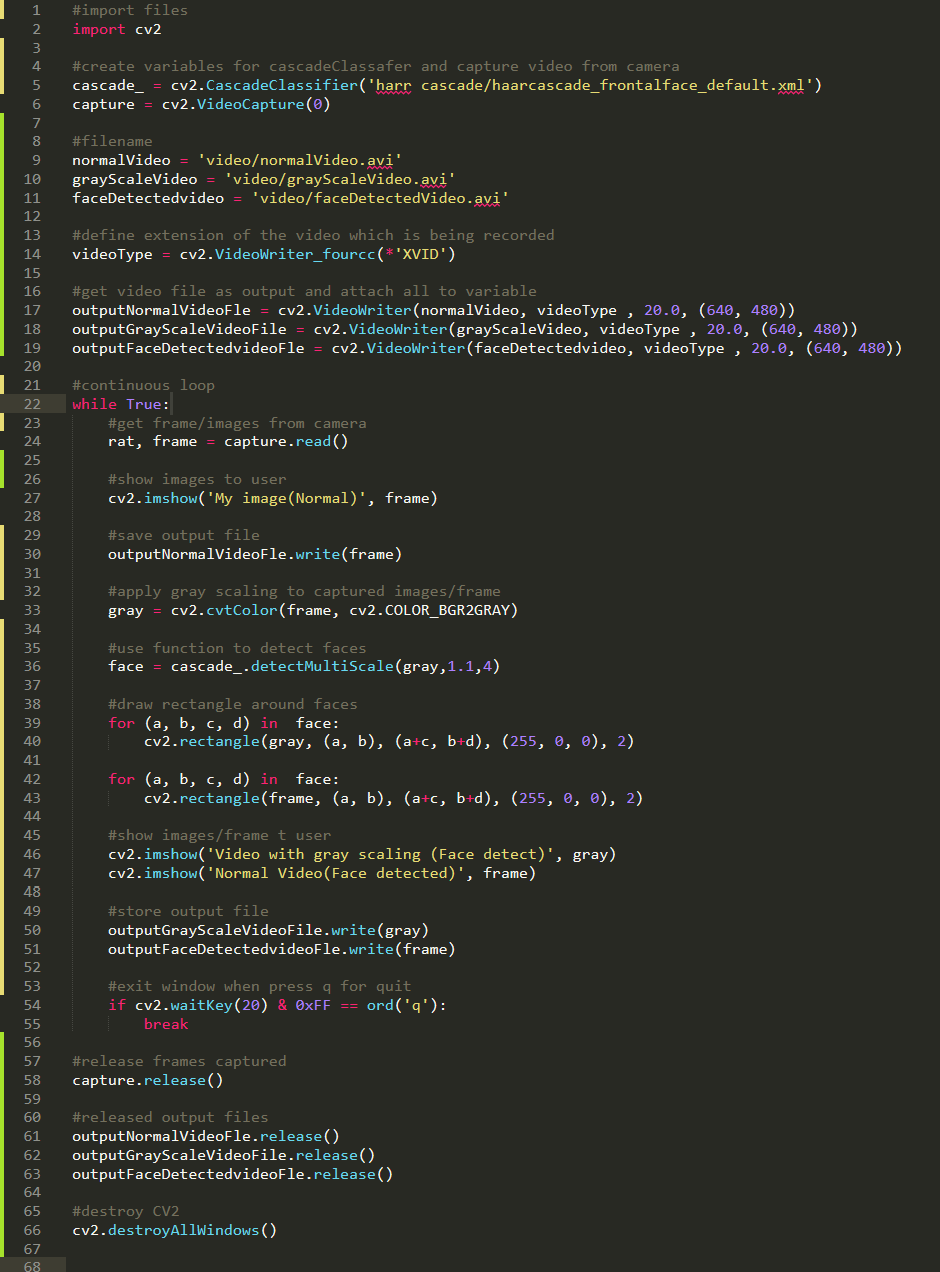 1 #import files
2 import cv2
3
4 #create variables for cascadeClassafer and capture video from camera
5 cascade_ = cv2.CascadeClassifier('harr cascade/haarcascade_frontalface_default.xml')
6 capture = cv2.VideoCapture(0)
7
8 #filename
9 normalVideo = 'video/normalVideo.avi'
10 grayScaleVideo = 'video/grayScaleVideo.avi'
11 faceDetectedvideo = 'video/faceDetectedVideo.avi'
12
13 #define extension of the video which is being recorded
14 videoType = cv2.VideoWriter_fourcc(*'XVID')
15
16 #get video file as output and attach all to variable
17 outputNormalVideoFle = cv2.VideoWriter(normalVideo, videoType , 20.0, (640, 480))
18 outputGrayScaleVideoFile = cv2.VideoWriter(grayScaleVideo, videoType , 20.0, (640, 480))
19 outputFaceDetectedvideoFle = cv2.VideoWriter(faceDetectedvideo, videoType , 20.0, (640, 480))
20
21 #continuous loop
22 while True:
23     #get frame/images from camera
24     rat, frame = capture.read()
25
26     #show images to user
27     cv2.imshow('My image(Normal)', frame)
28
29     #save output file
30     outputNormalVideoFle.write(frame)
31
32     #apply gray scaling to captured images/frame
33     gray = cv2.cvtColor(frame, cv2.COLOR_BGR2GRAY)
34
35     #use function to detect faces
36     face = cascade_.detectMultiScale(gray,1.1,4)
37
38     #draw rectangle around faces
39     for (a, b, c, d) in  face:
40         cv2.rectangle(gray, (a, b), (a+c, b+d), (255, 0, 0), 2)
41
42     for (a, b, c, d) in  face:
43         cv2.rectangle(frame, (a, b), (a+c, b+d), (255, 0, 0), 2)
44
45     #show images/frame t user
46     cv2.imshow('Video with gray scaling (Face detect)', gray)
47     cv2.imshow('Normal Video(Face detected)', frame)
48
49     #store output file
50     outputGrayScaleVideoFile.write(gray)
51     outputFaceDetectedvideoFle.write(frame)
52
53     #exit window when press q for quit
54     if cv2.waitKey(20) & 0xFF == ord('q'):
55         break
56
57 #release frames captured
58 capture.release()
59
60 #released output files
61 outputNormalVideoFle.release()
62 outputGrayScaleVideoFile.release()
63 outputFaceDetectedvideoFle.release()
64
65 #destroy CV2
66 cv2.destroyAllWindows()
67
68